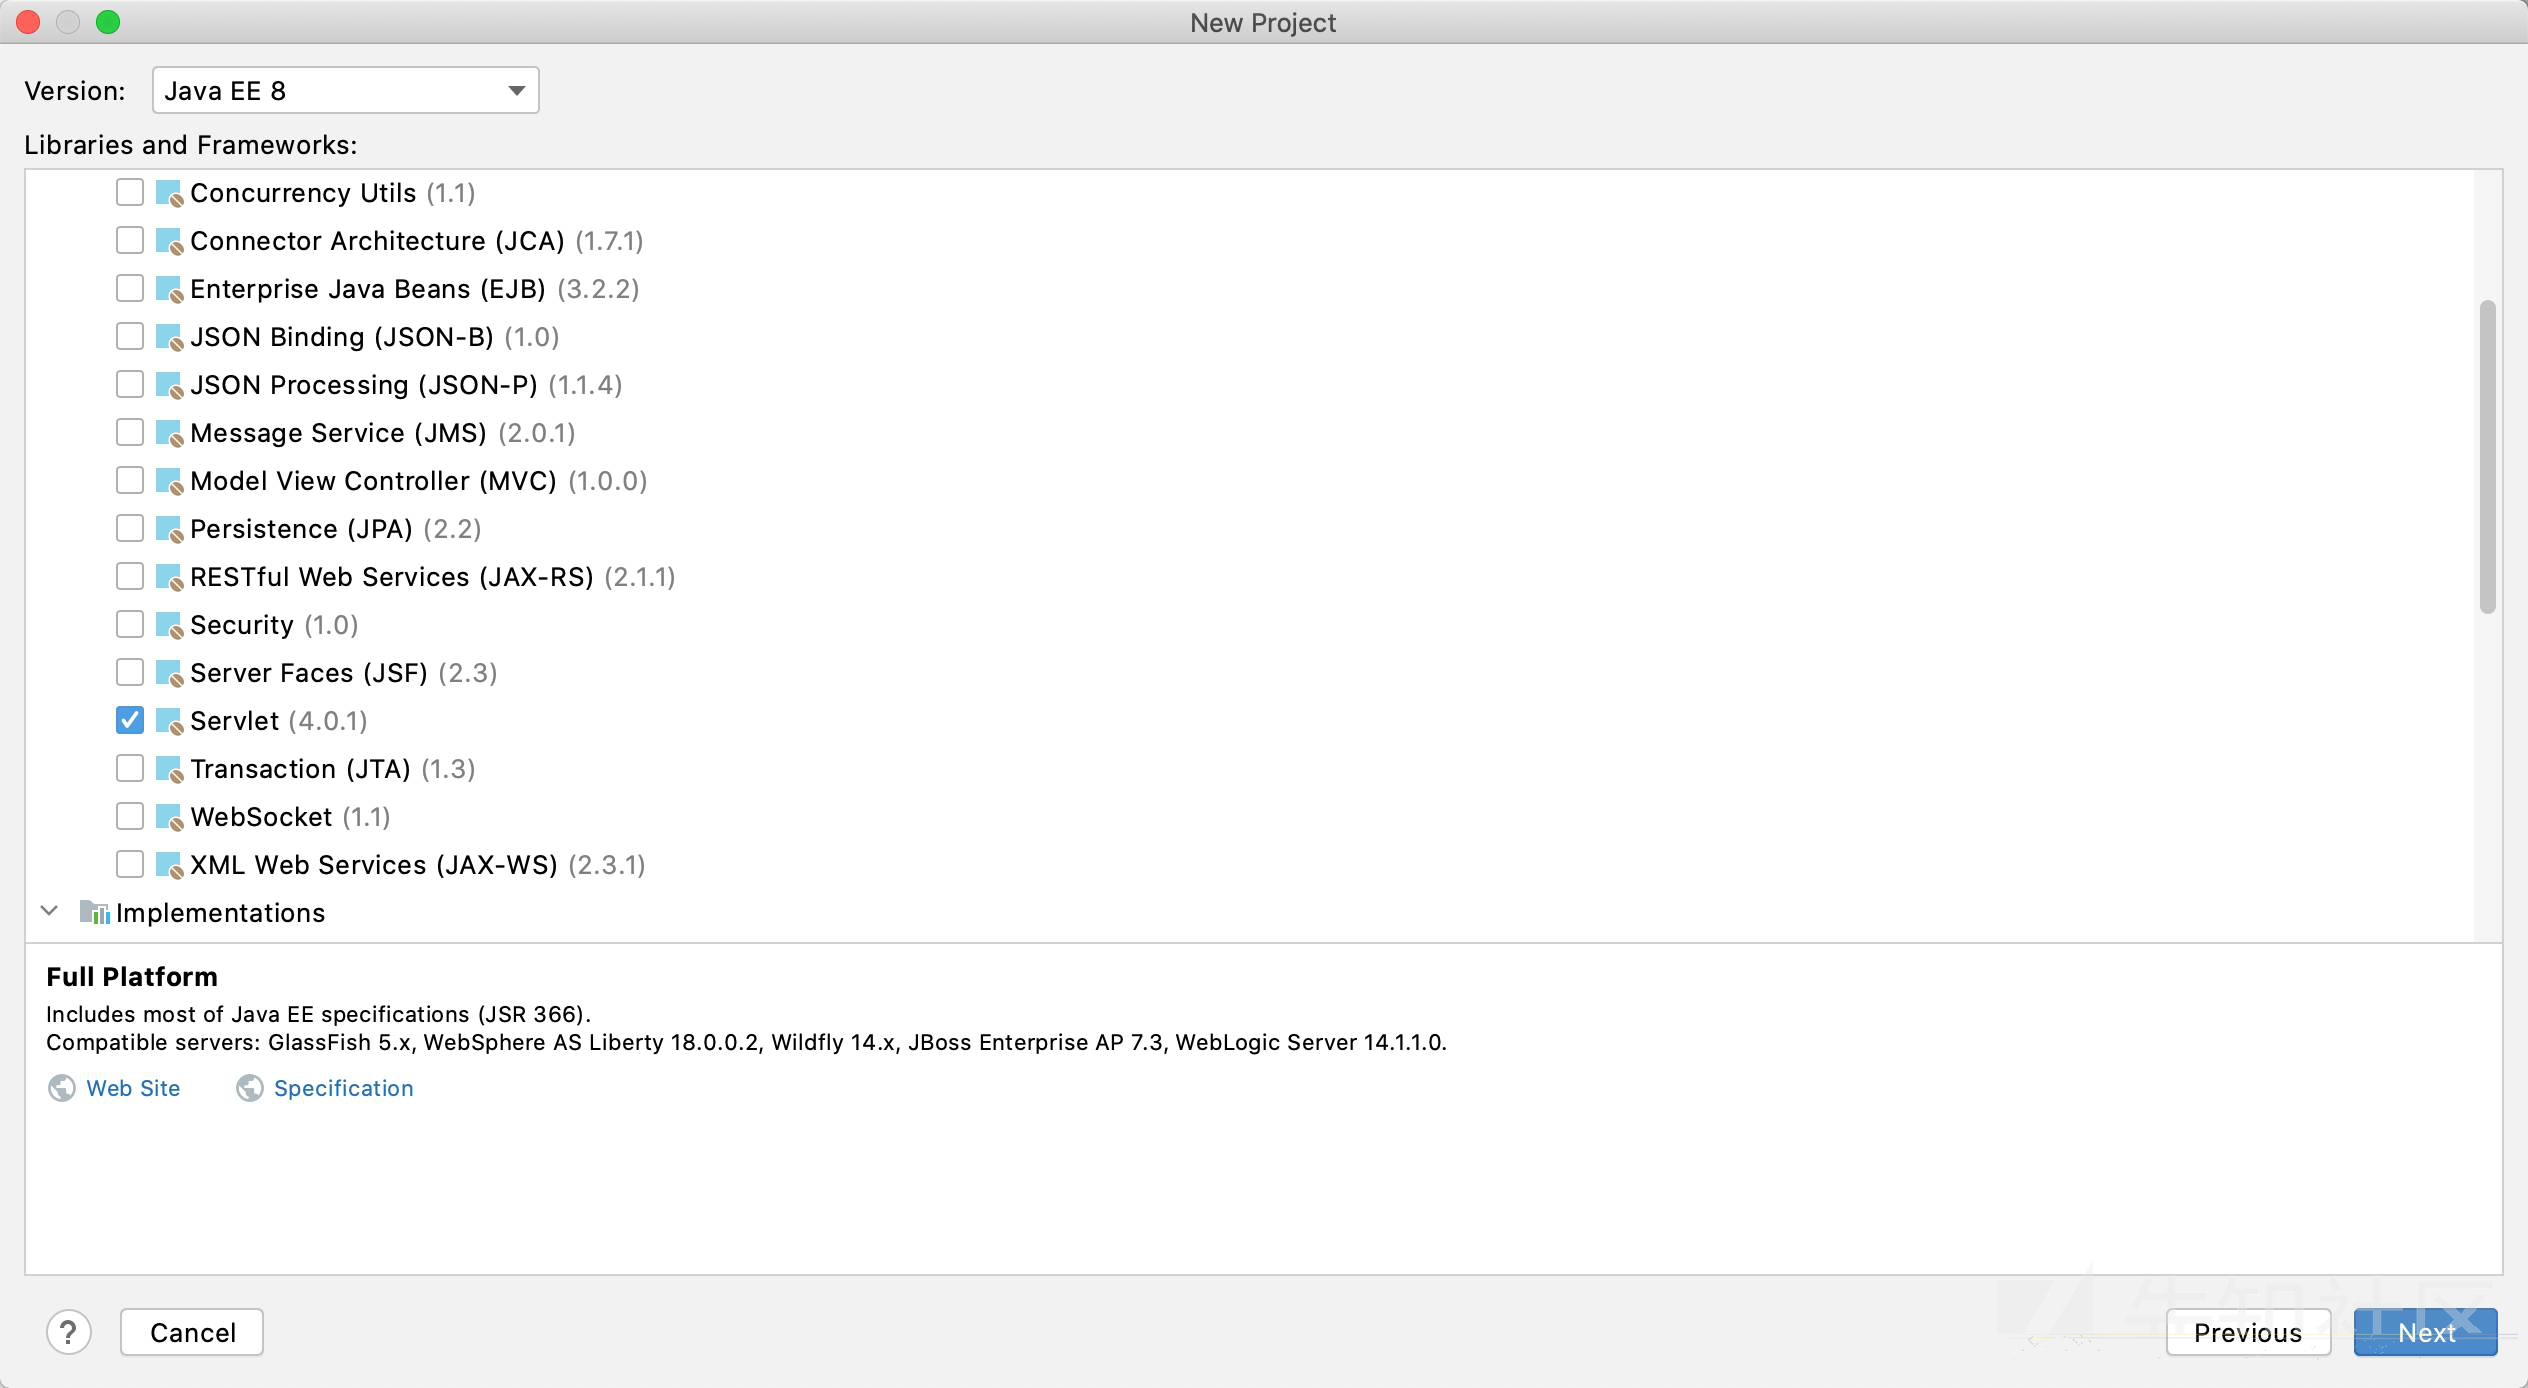 New Project
Version: Java EE 8
Libraries and Frameworks:
Concurrency Utils (1.1)
Connector Architecture (JCA) (1.7.1)
Enterprise Java Beans (EJB) (3.2.2)
JSON Binding (JSON-B) (1.0)
JSON Processing (JSON-P) (1.1.4)
Message Service (JMS) (2.0.1)
Model View Controller (MVC) (1.0.0)
Persistence (JPA) (2.2)
RESTful Web Services (JAX-RS) (2.1.1)
Security (1.0)
Server Faces (JSF) (2.3)
Servlet (4.0.1)
Transaction (JTA) (1.3)
WebSocket (1.1)
XML Web Services (JAX-WS) (2.3.1)
Implementations
Full Platform
Includes most of Java EE specifications (JSR 366).
Compatible servers: GlassFish 5.x, WebSphere AS Liberty 18.0.0.2, Wildfly 14.x, JBoss Enterprise AP 7.3, WebLogic Server 14.1.1.0.
Web Site Specification
先知社区
? Cancel Previous Next